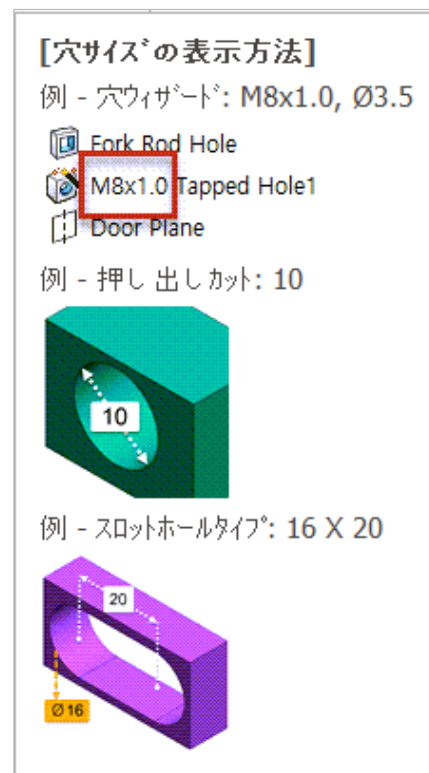 [穴ｻｲｽﾞの表示方法]
例 - 穴ｳｨｻﾞｰﾄﾞ: M8x1.0, Ø3.5
Fork Rod Hole
M8x1.0 Tapped Hole1
Door Plane
例 - 押し 出し ｶｯﾄ: 10
10
例 - ｽﾛｯﾄﾎｰﾙﾀｲﾌﾟ: 16 X 20
20
Ø16